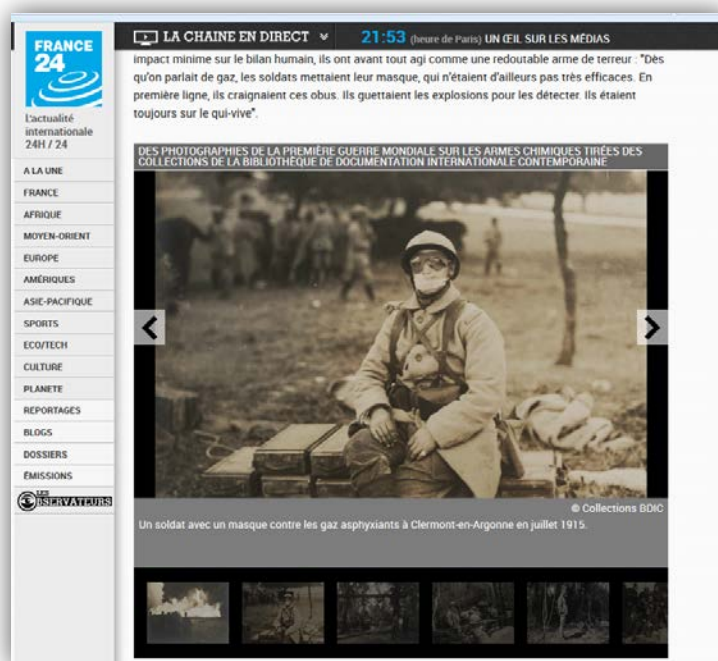 FRANCE
24
L'actualité
internationale
24H / 24
A LA UNE
FRANCE
AFRIQUE
MOYEN-ORIENT
EUROPE
AMÉRIQUES
ASIE-PACIFIQUE
SPORTS
ECO/TECH
CULTURE
PLANETE
REPORTAGES
BLOGS
DOSSIERS
ÉMISSIONS
LES
OBSERVATEURS
LA CHAINE EN DIRECT 21:53 (heure de Paris) UN ŒIL SUR LES MÉDIAS
impact minime sur le bilan humain, ils ont avant tout agi comme une redoutable arme de terreur : "Dès
qu'on parlait de gaz, les soldats mettaient leur masque, qui n'étaient d'ailleurs pas très efficaces. En
première ligne, ils craignaient ces obus. Ils guettaient les explosions pour les détecter. Ils étaient
toujours sur le qui-vive".
DES PHOTOGRAPHIES DE LA PREMIÈRE GUERRE MONDIALE SUR LES ARMES CHIMIQUES TIRÉES DES
COLLECTIONS DE LA BIBLIOTHÈQUE DE DOCUMENTATION INTERNATIONALE CONTEMPORAINE
© Collections BDIC
Un soldat avec un masque contre les gaz asphyxiants à Clermont-en-Argonne en juillet 1915.